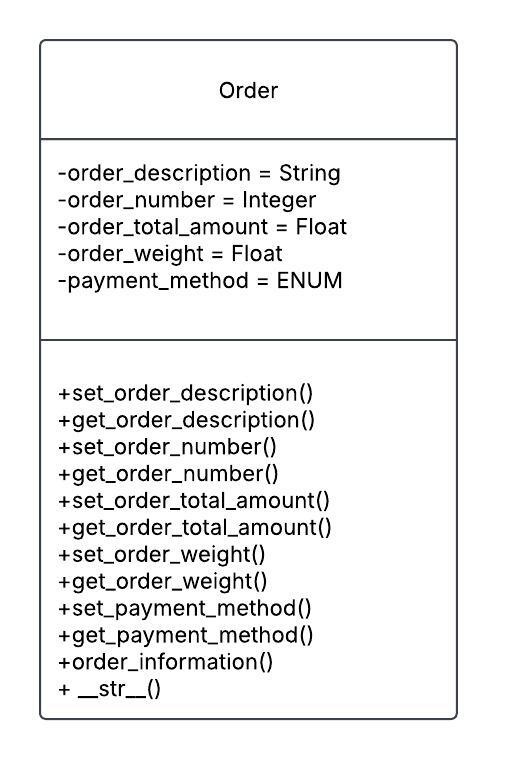 Order
-order_description = String
-order_number = Integer
-order_total_amount = Float
-order_weight = Float
-payment_method = ENUM
+set_order_description()
+get_order_description()
+set_order_number()
+get_order_number()
+set_order_total_amount()
+get_order_total_amount()
+set_order_weight()
+get_order_weight()
+set_payment_method()
+get_payment_method()
+order_information()
+ __str__()